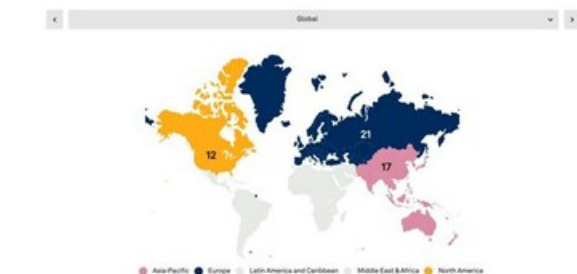 Global
12
21
17
Asia-Pacific Europe Latin America and Caribbean Middle East & Africa North America